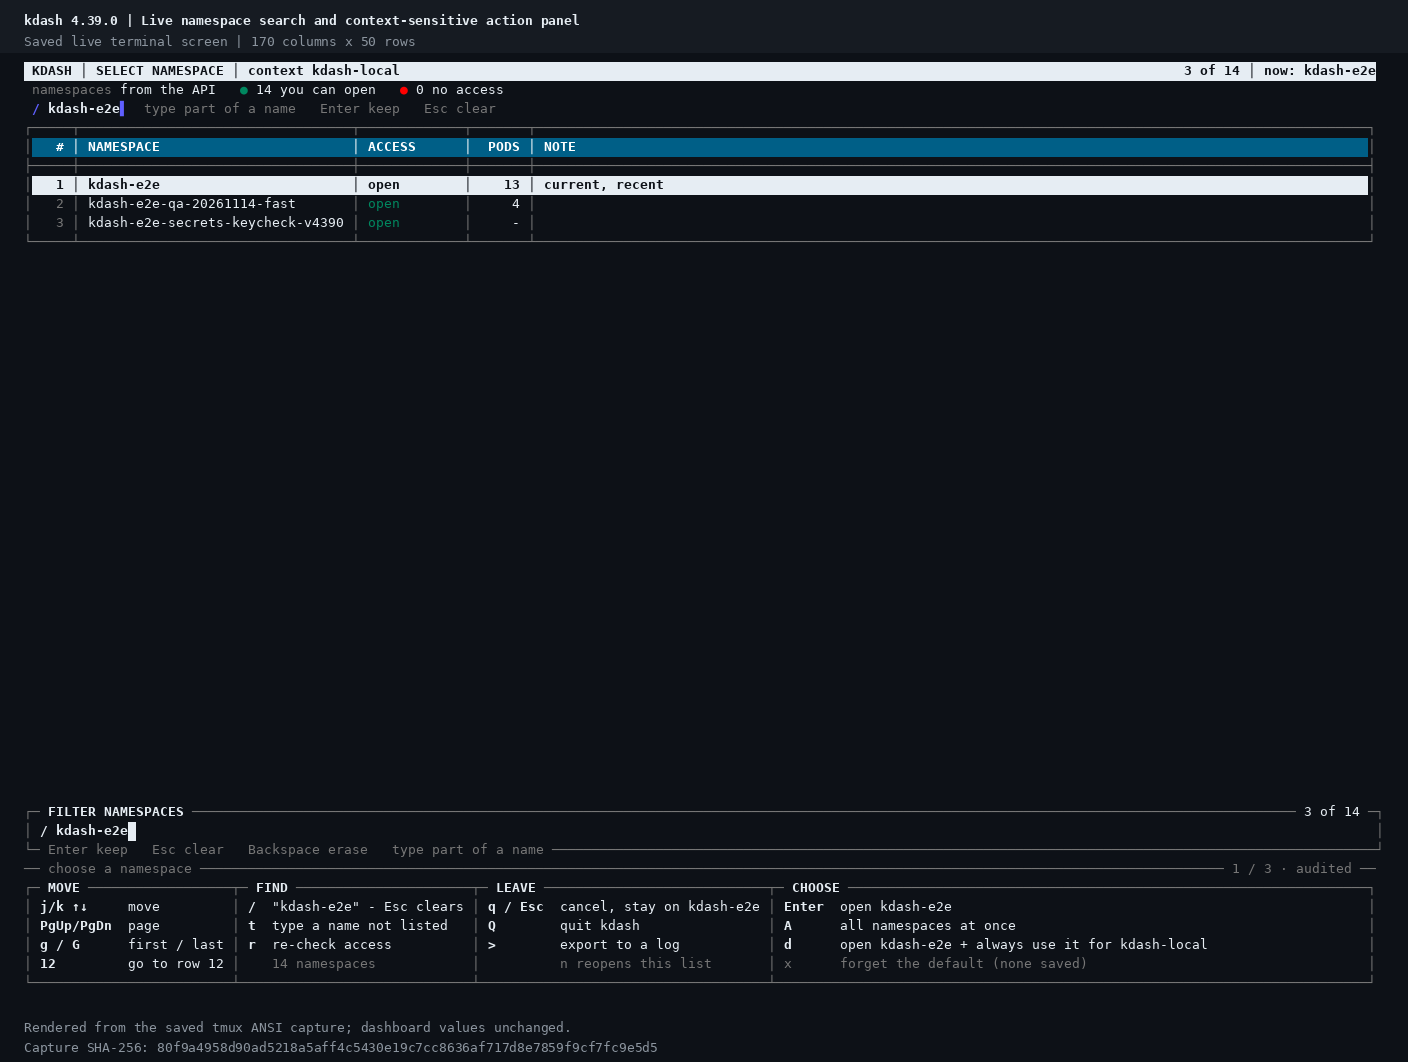 kdash 4.39.0 | Live namespace search and context-sensitive action panel
Saved live terminal screen | 170 columns x 50 rows
KDASH │ SELECT NAMESPACE │ context kdash-local 3 of 14 │ now: kdash-e2e
namespaces from the API ● 14 you can open ● 0 no access
/ kdash-e2e type part of a name Enter keep Esc clear
# │ NAMESPACE │ ACCESS │ PODS │ NOTE
1 │ kdash-e2e │ open │ 13 │ current, recent
2 │ kdash-e2e-qa-20261114-fast │ open │ 4 │
3 │ kdash-e2e-secrets-keycheck-v4390 │ open │ - │
FILTER NAMESPACES 3 of 14
/ kdash-e2e
Enter keep Esc clear Backspace erase type part of a name
choose a namespace 1 / 3 · audited
MOVE FIND LEAVE CHOOSE
j/k ↑↓ move │ / "kdash-e2e" - Esc clears │ q / Esc cancel, stay on kdash-e2e │ Enter open kdash-e2e
PgUp/PgDn page │ t type a name not listed │ Q quit kdash │ A all namespaces at once
g / G first / last │ r re-check access │ > export to a log │ d open kdash-e2e + always use it for kdash-local
12 go to row 12 │ 14 namespaces │ n reopens this list │ x forget the default (none saved)
Rendered from the saved tmux ANSI capture; dashboard values unchanged.
Capture SHA-256: 80f9a4958d90ad5218a5aff4c5430e19c7cc8636af717d8e7859f9cf7fc9e5d5